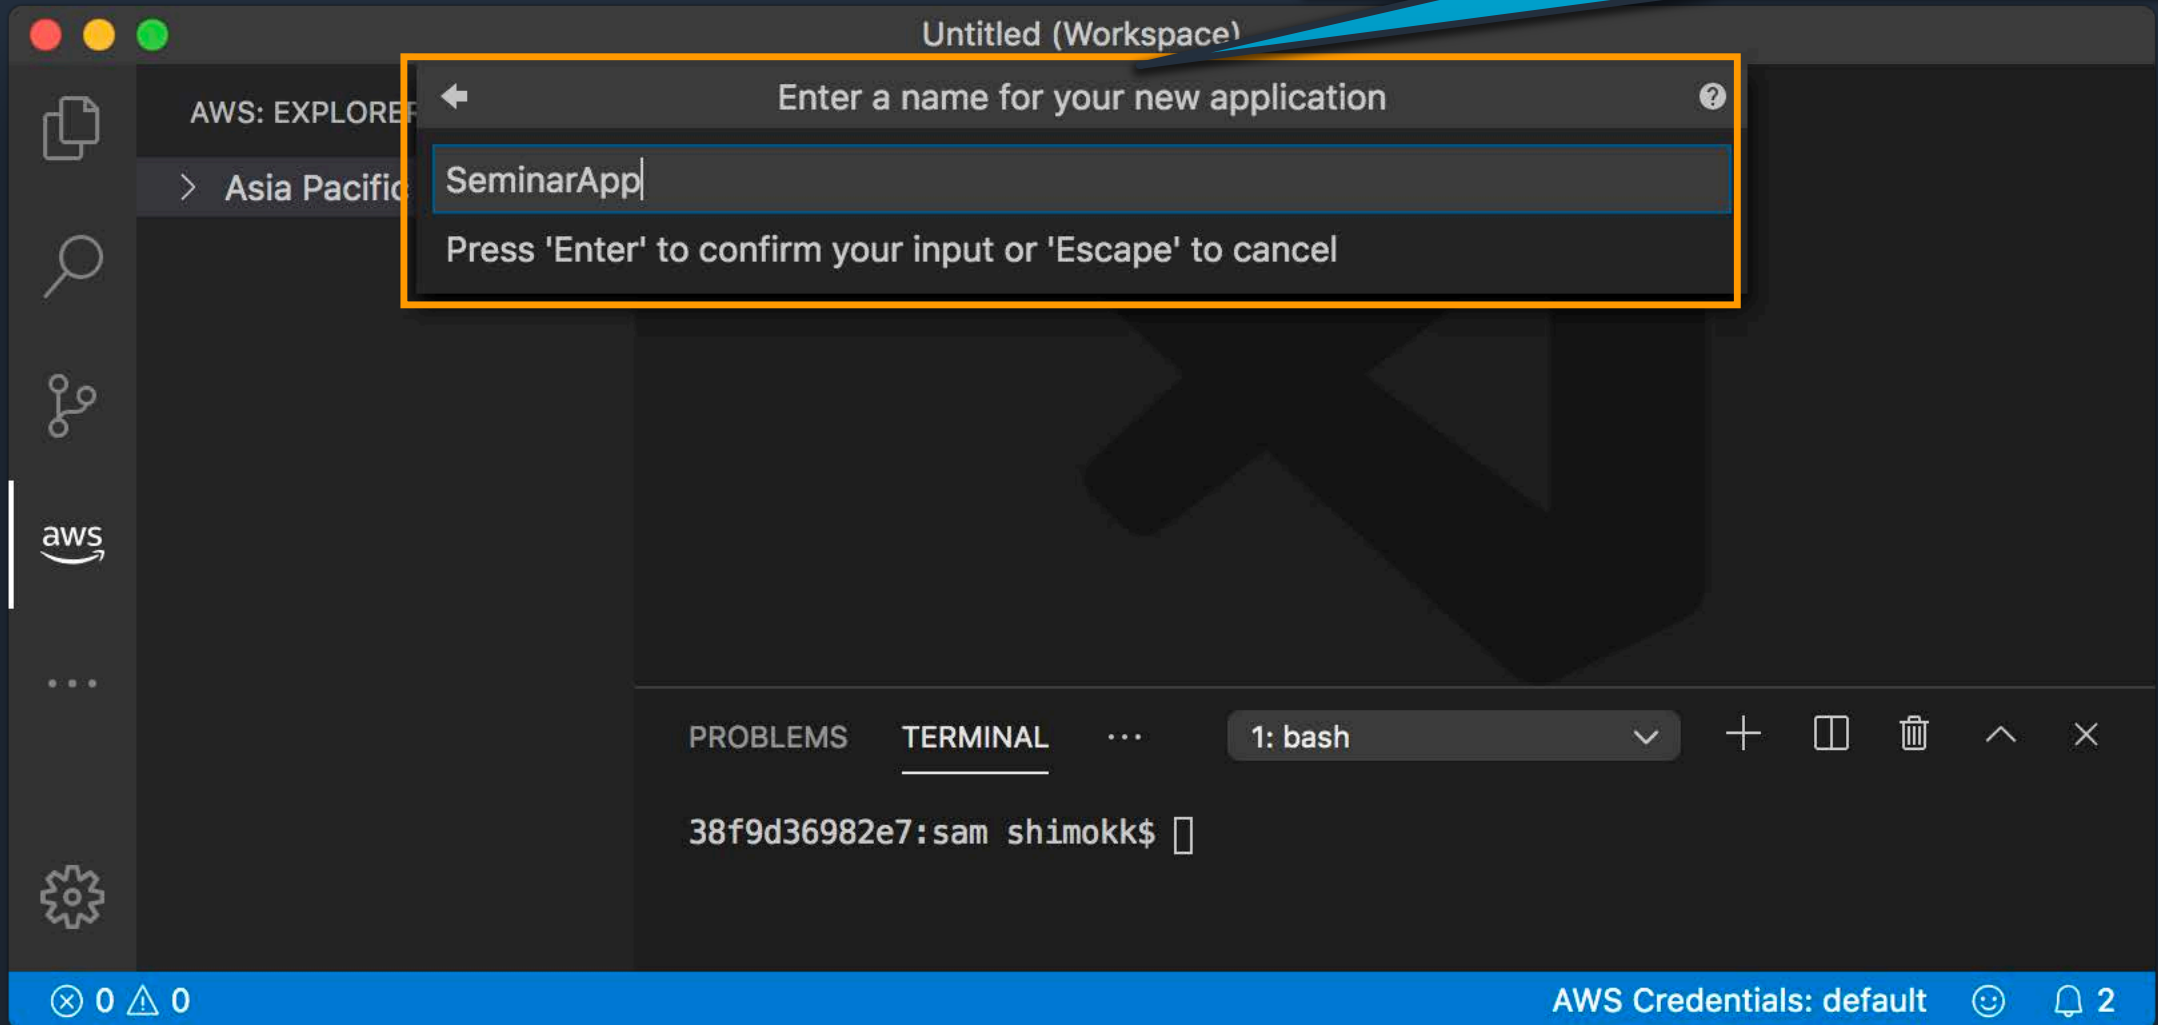 Untitled (Workspace)
AWS: EXPLORER
Enter a name for your new application
Asia Pacific
SeminarApp
Press 'Enter' to confirm your input or 'Escape' to cancel
aws
PROBLEMS TERMINAL ... 1: bash
38f9d36982e7:sam shimokk$
0 0 AWS Credentials: default 2